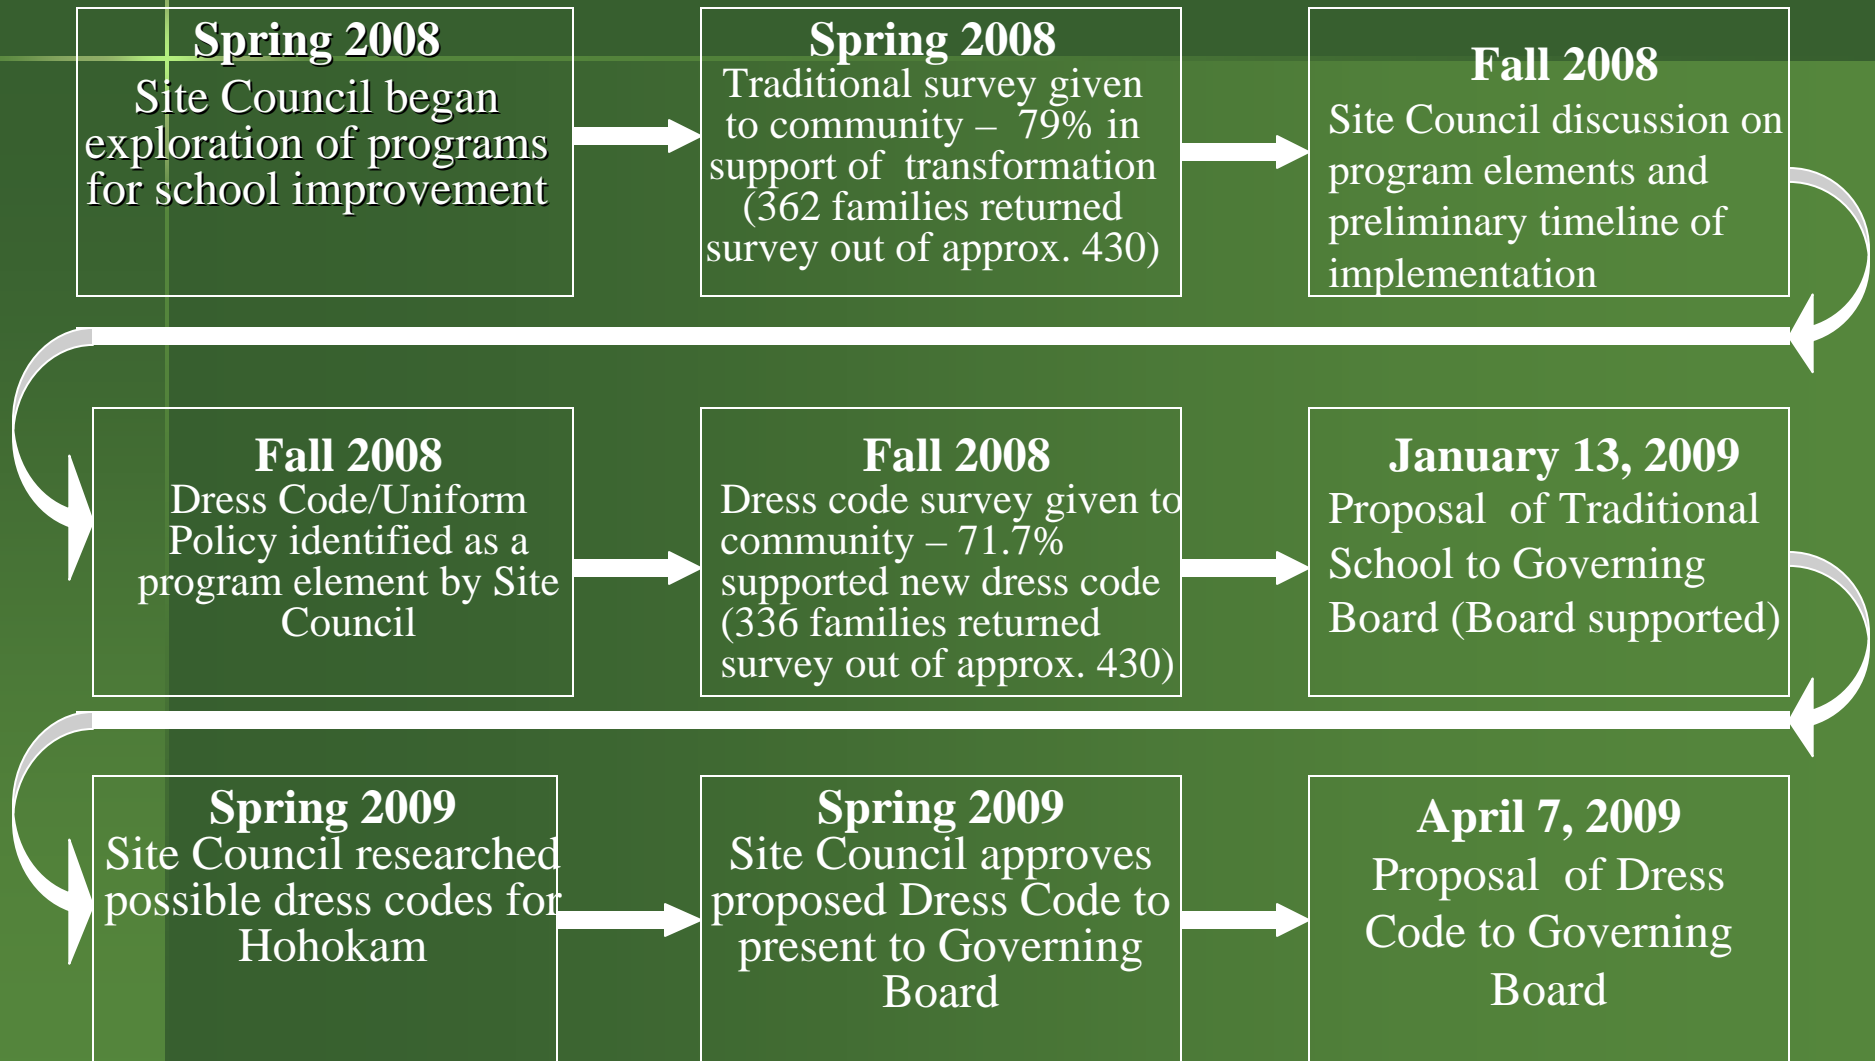 Spring 2008
Site Council began
exploration of programs
for school improvement
Spring 2008
Traditional survey given
to community – 79% in
support of transformation
(362 families returned
survey out of approx. 430)
Fall 2008
Site Council discussion on
program elements and
preliminary timeline of
implementation
Fall 2008
Dress Code/Uniform
Policy identified as a
program element by Site
Council
Fall 2008
Dress code survey given to
community – 71.7%
supported new dress code
(336 families returned
survey out of approx. 430)
January 13, 2009
Proposal of Traditional
School to Governing
Board (Board supported)
Spring 2009
Site Council researched
possible dress codes for
Hohokam
Spring 2009
Site Council approves
proposed Dress Code to
present to Governing
Board
April 7, 2009
Proposal of Dress
Code to Governing
Board